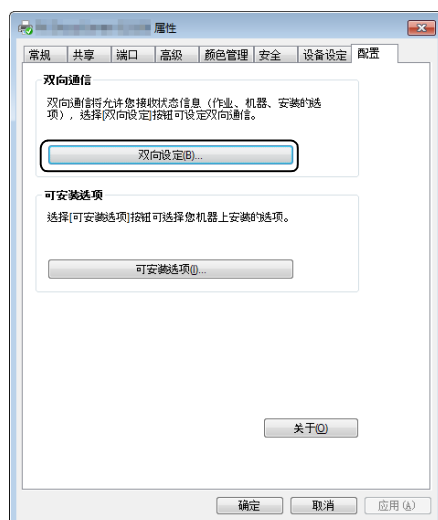 属性
常规 共享 端口 高级 颜色管理 安全 设备设定 配置
双向通信
双向通信将允许您接收状态信息（作业、机器、安装的选
项），选择[双向设定]按钮可设定双向通信。
双向设定(B)...
可安装选项
选择[可安装选项]按钮可选择您机器上安装的选项。
可安装选项(I)...
关于(O)
确定 取消 应用(A)